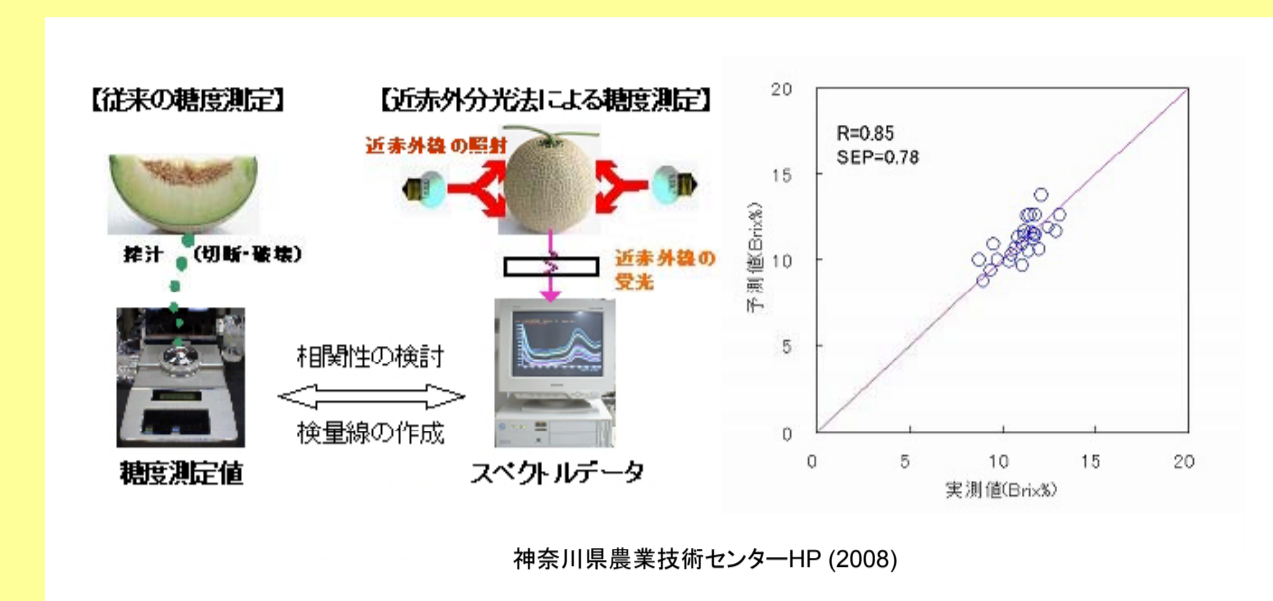 【従来の糖度測定】
搾汁 (切断・破壊)
糖度測定値
【近赤外分光法による糖度測定】
近赤外線の照射
近赤外線の
受光
相関性の検討
検量線の作成
スペクトルデータ
R=0.85
SEP=0.78
予測値(Brix%)
20
15
10
5
0
0 5 10 15 20
実測値(Brix%)
神奈川県農業技術センターHP (2008)